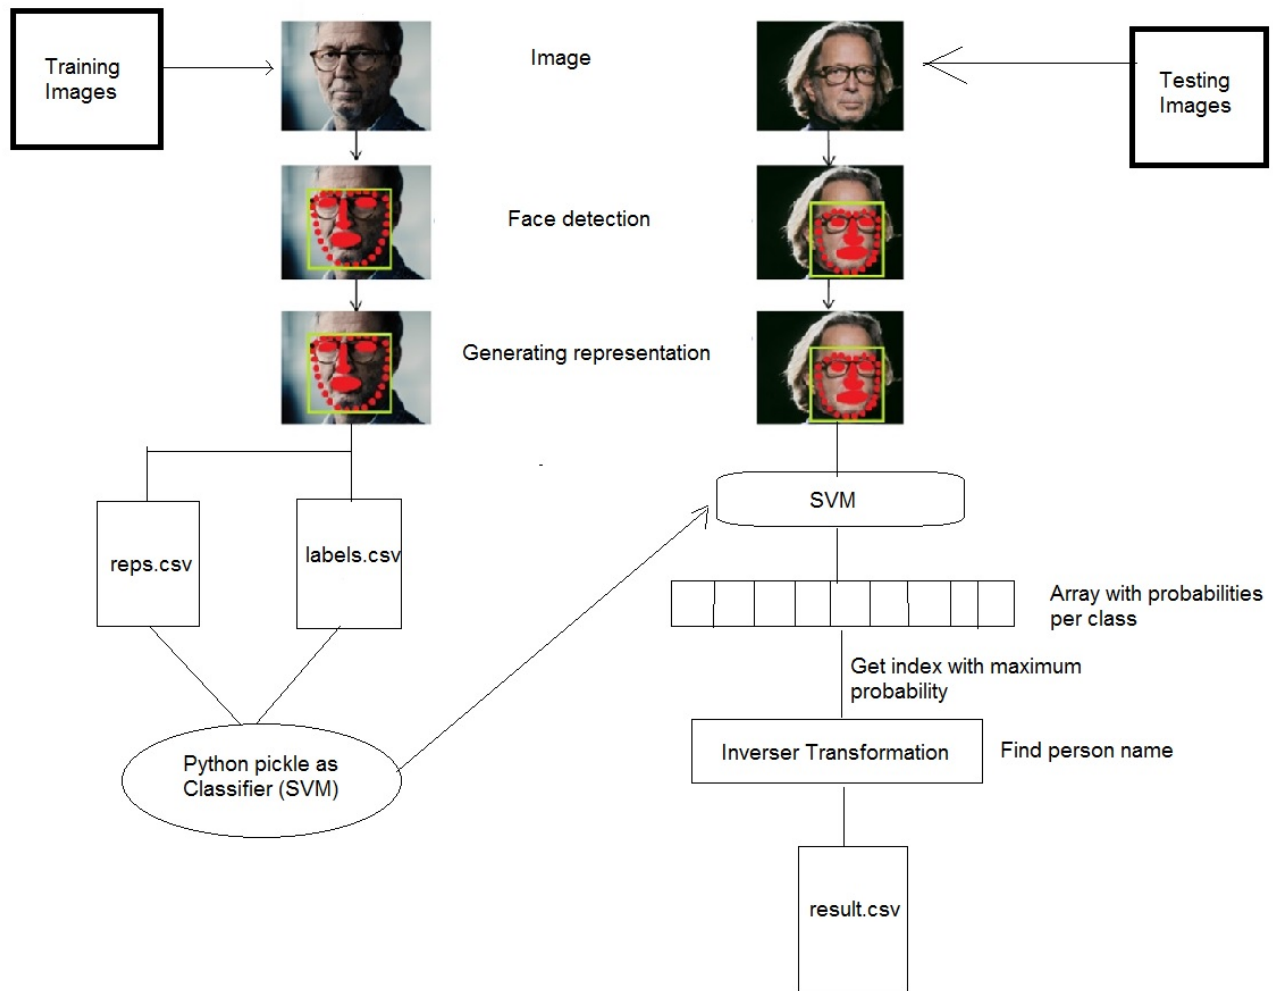 Training
Images
Image
Testing
Images
Face detection
Generating representation
SVM
reps.csv
labels.csv
Array with probabilities
per class
Get index with maximum
probability
Python pickle as
Classifier (SVM)
Inverser Transformation
Find person name
result.csv